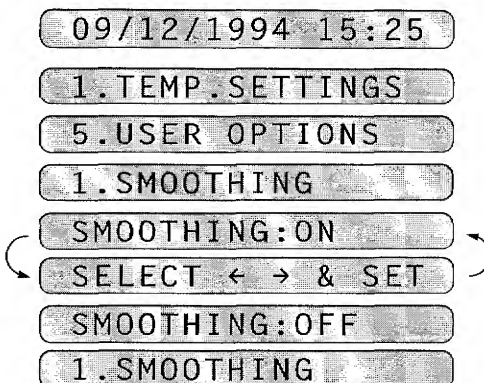 09/12/1994 15:25
1.TEMP.SETTINGS
5.USER OPTIONS
1.SMOOTHING
SMOOTHING:ON
SELECT ← → & SET
SMOOTHING:OFF
1.SMOOTHING